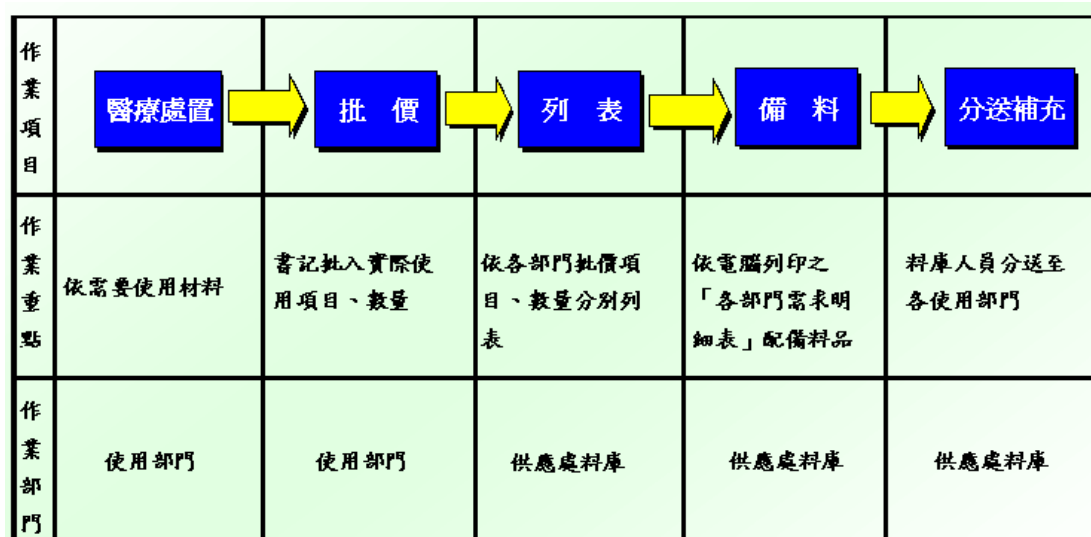 作業項目
醫療處置
批 價
列 表
備 料
分送補充
作業重點
依需要使用材料
書記批入實際使
用項目、數量
依各部門批價項
目、數量分別列
表
依電腦列印之
「各部門需求明
細表」配備料品
料庫人員分送至
各使用部門
作業部門
使用部門
使用部門
供應處料庫
供應處料庫
供應處料庫